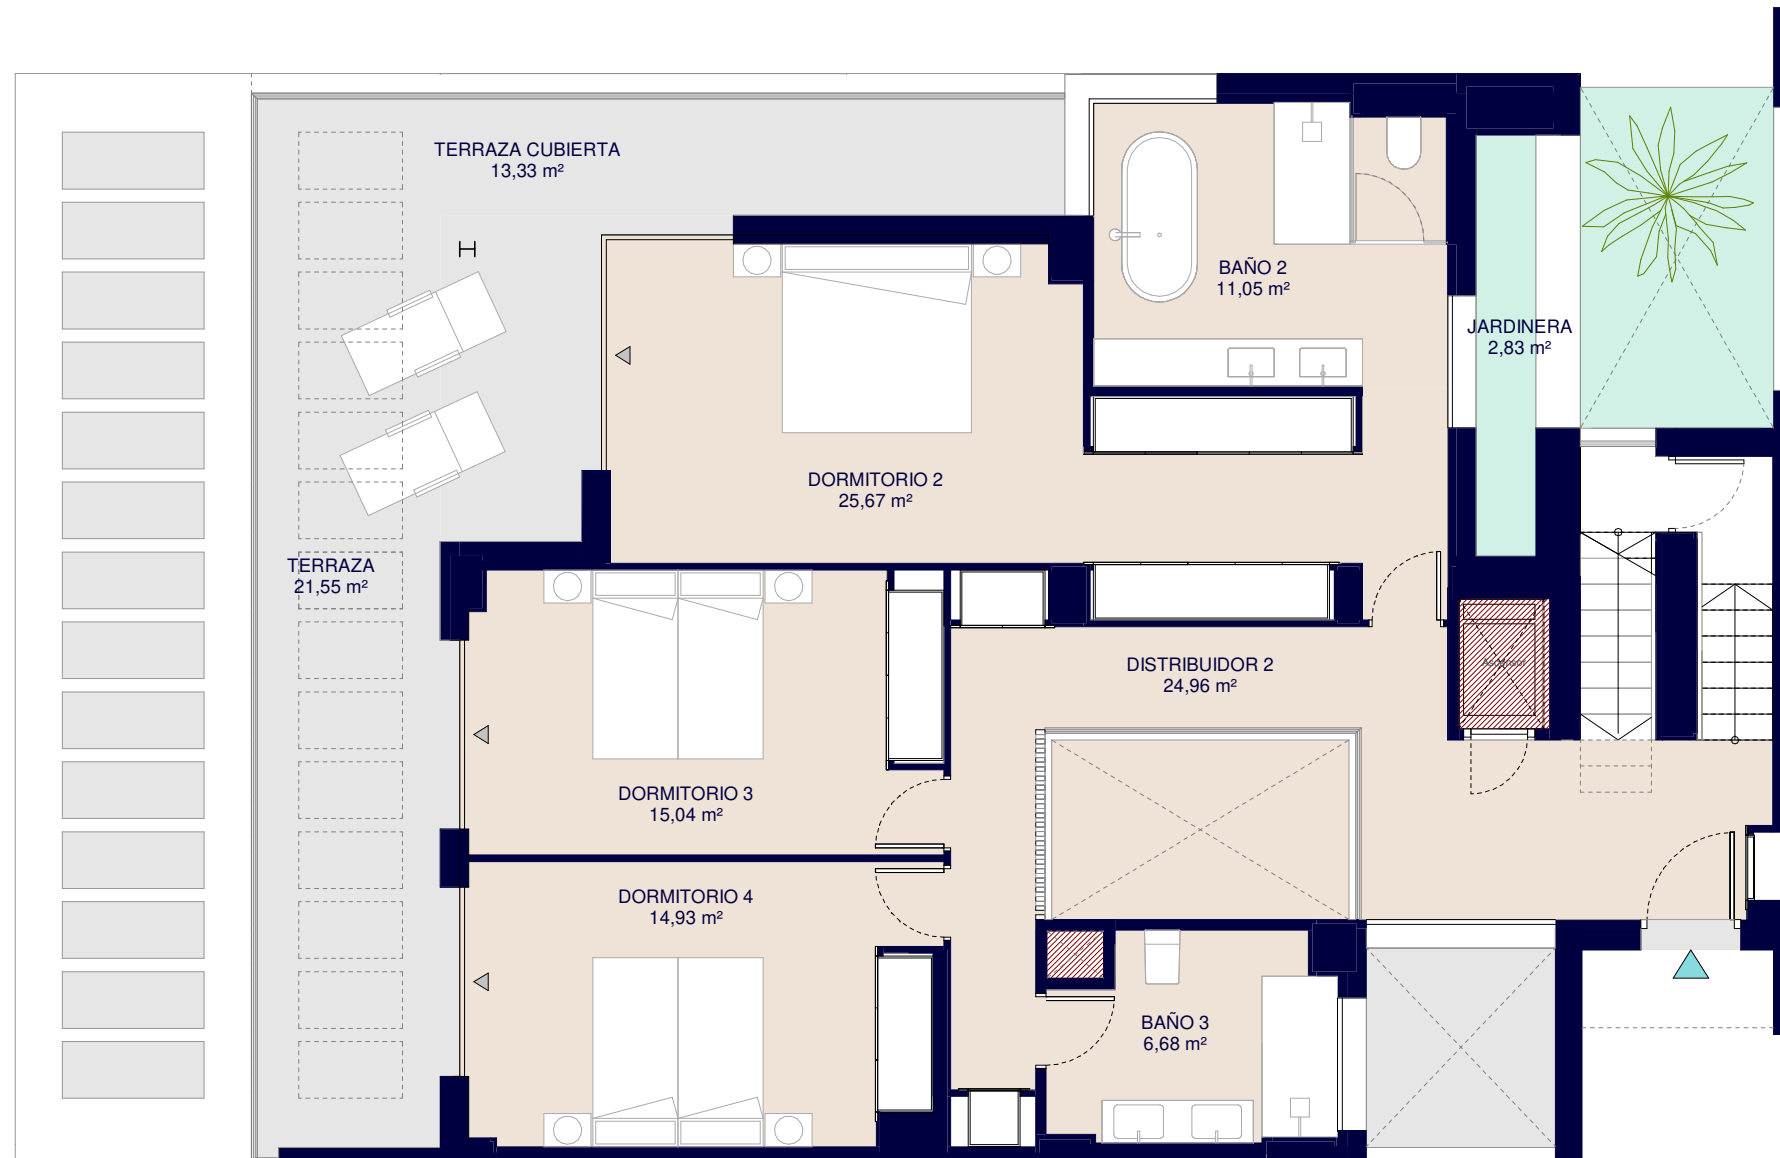 TERRAZA CUBIERTA
13,33 m²
BAÑO 2
11,05 m²
JARDINERA
2,83 m²
DORMITORIO 2
25,67 m²
TERRAZA
21,55 m²
DISTRIBUIDOR 2
24,96 m²
Ascensor
DORMITORIO 3
15,04 m²
DORMITORIO 4
14,93 m²
BAÑO 3
6,68 m²